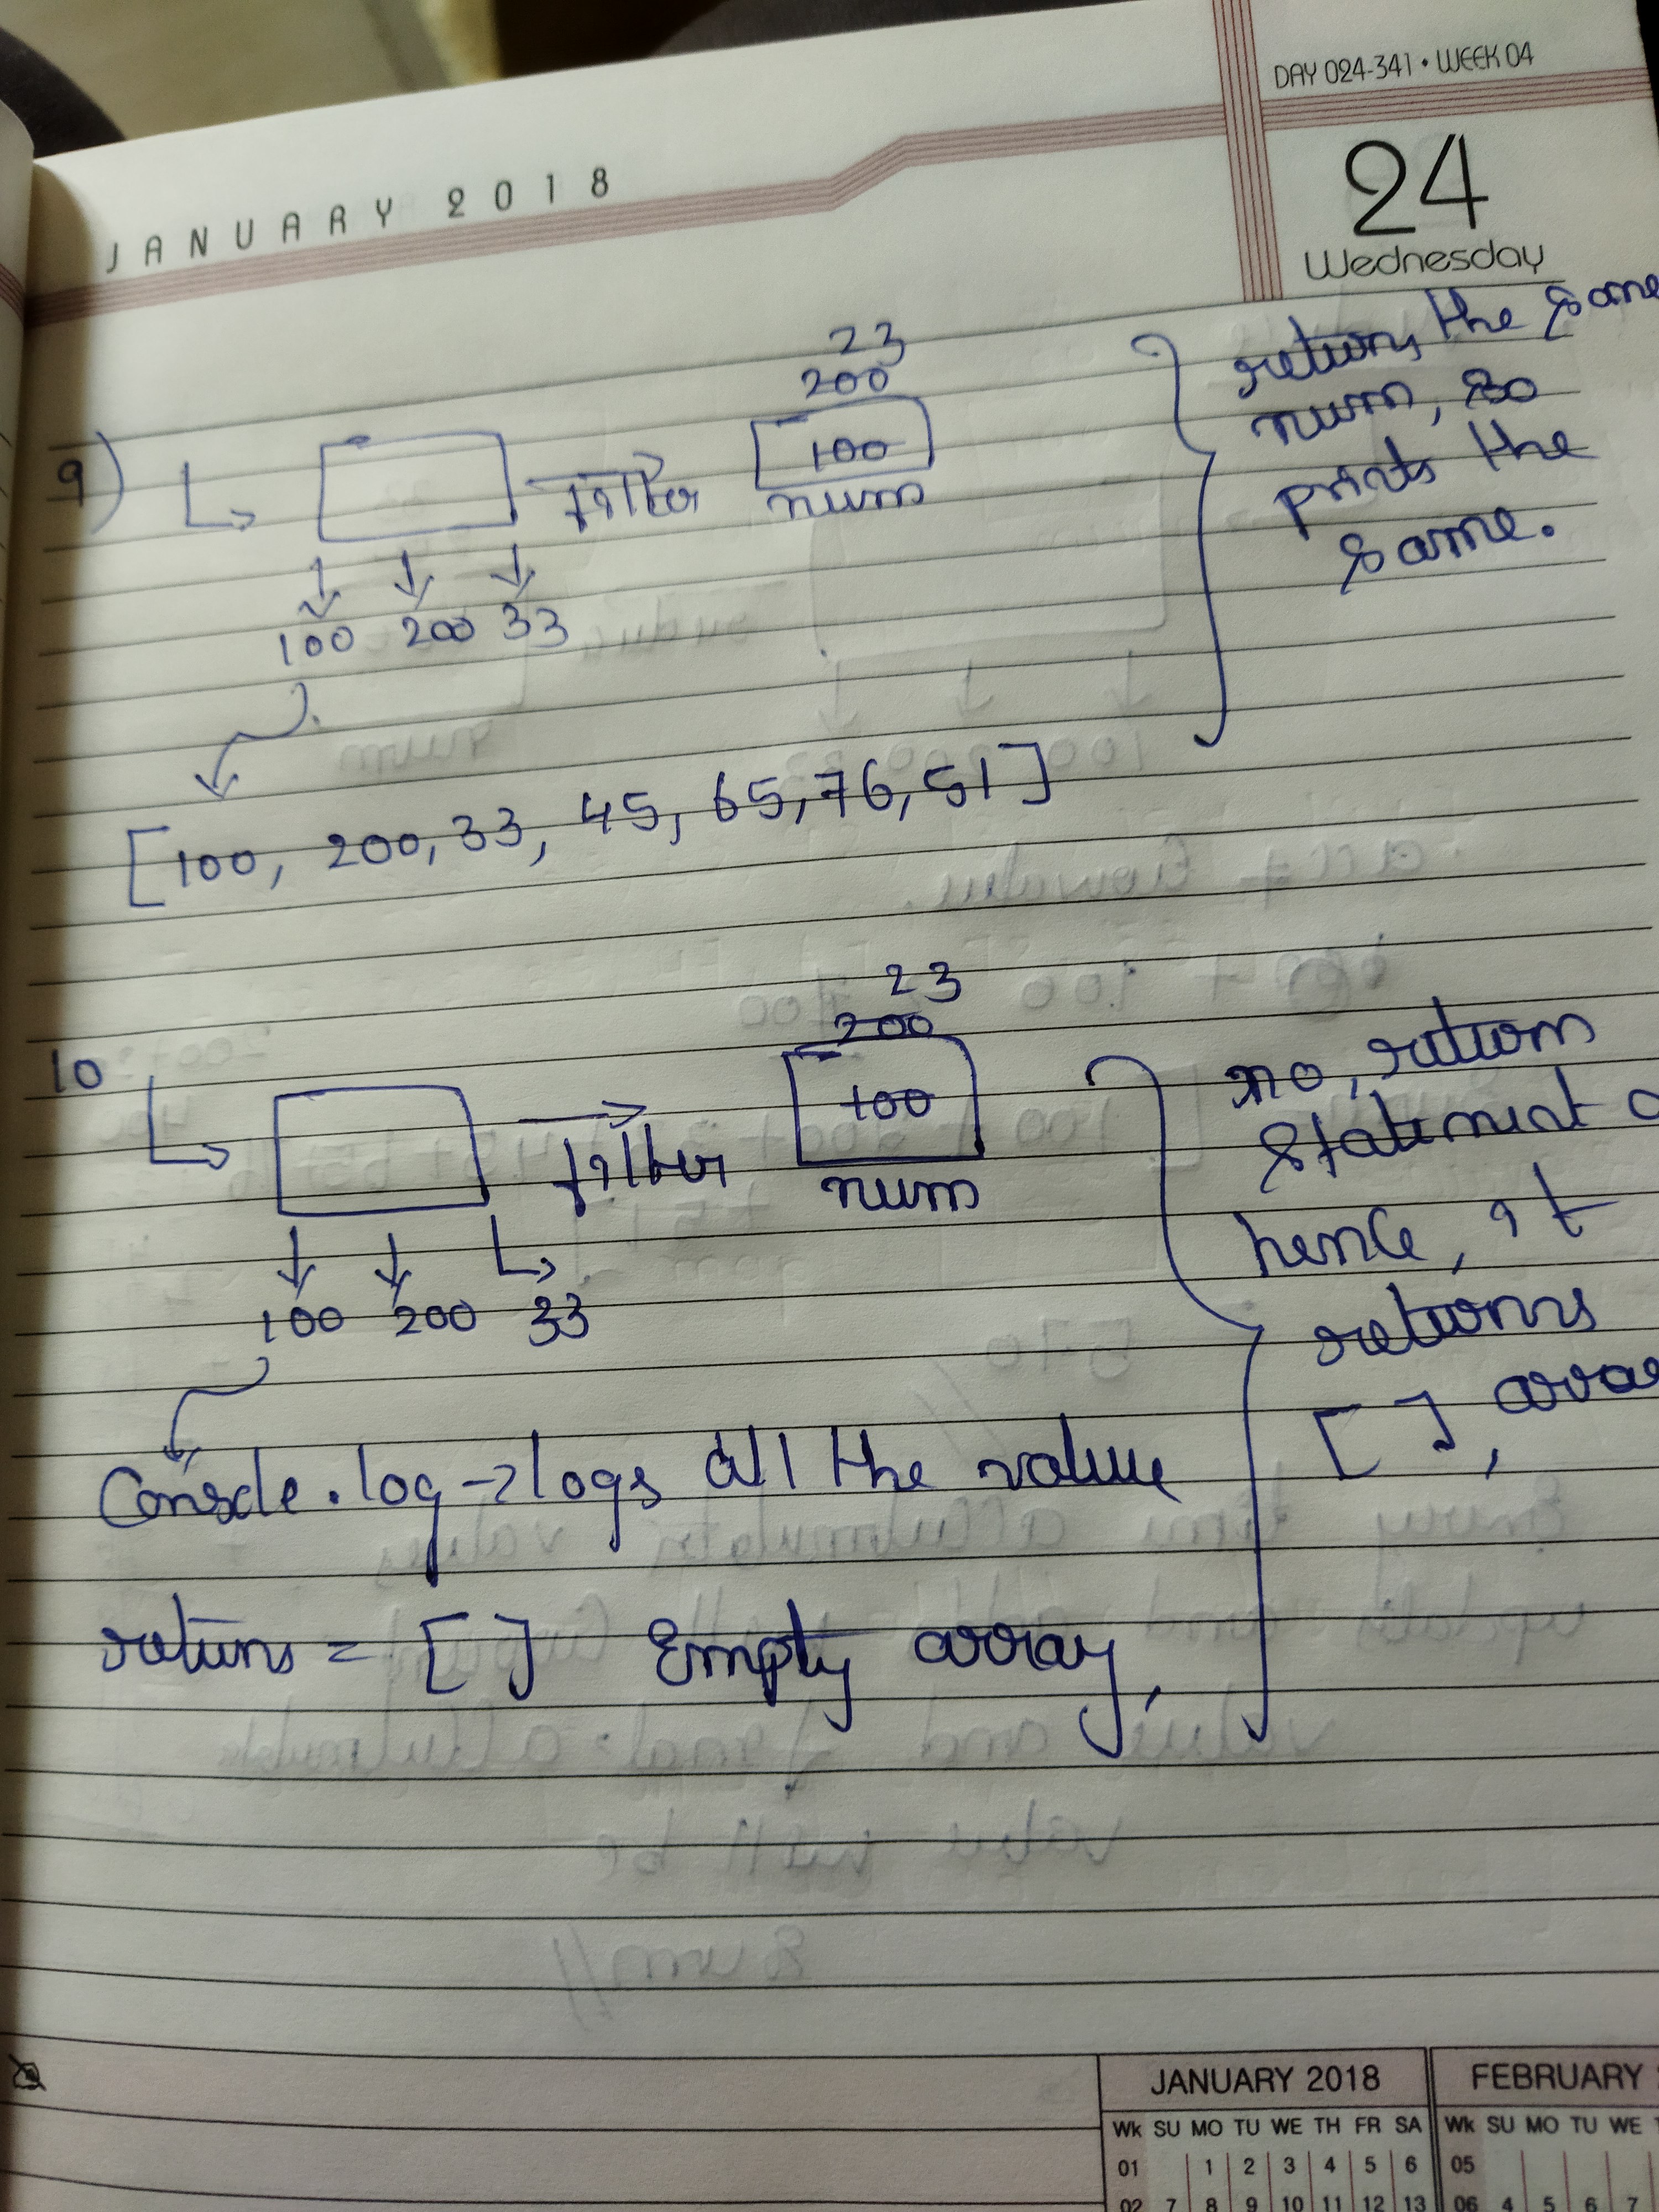 DAY 024-341 • WEEK 04
JANUARY 2018
24
Wednesday
9)
23
200
100
filter
num
100 200 33
return the same
num, so
prints the
same.
[100, 200, 33, 45, 65, 76, 51]
10
23
200
100
filter
num
100 200 33
no, return
Statement
hence, it
returns
[ ],
Console.log -> logs all the value
returns = [ ] Empty array,
JANUARY 2018
FEBRUARY
Wk SU MO TU WE TH FR SA
Wk SU MO TU WE
01 1 2 3 4 5 6
05
02 7 8 9 10 11 12 13
06 4 5 6 7